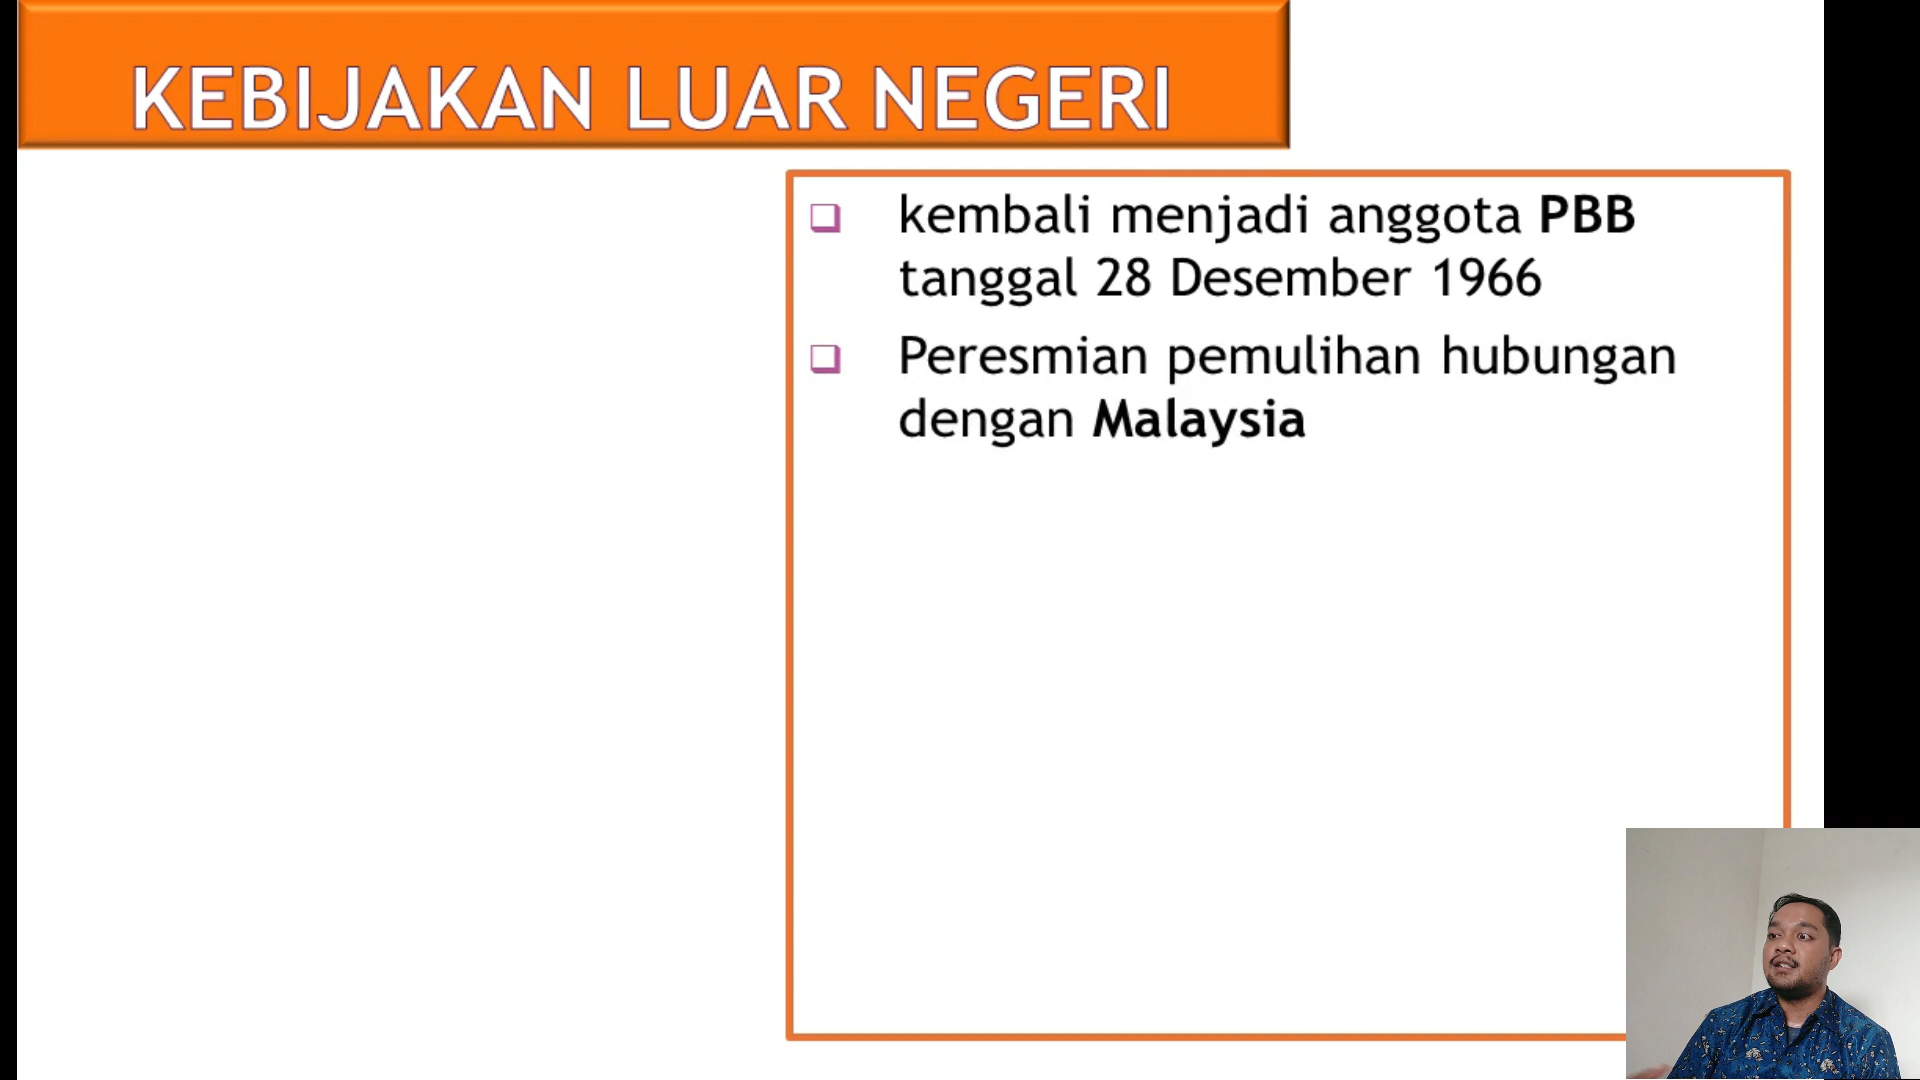 KEBIJAKAN LUAR NEGERI
kembali menjadi anggota PBB
tanggal 28 Desember 1966
Peresmian pemulihan hubungan
dengan Malaysia